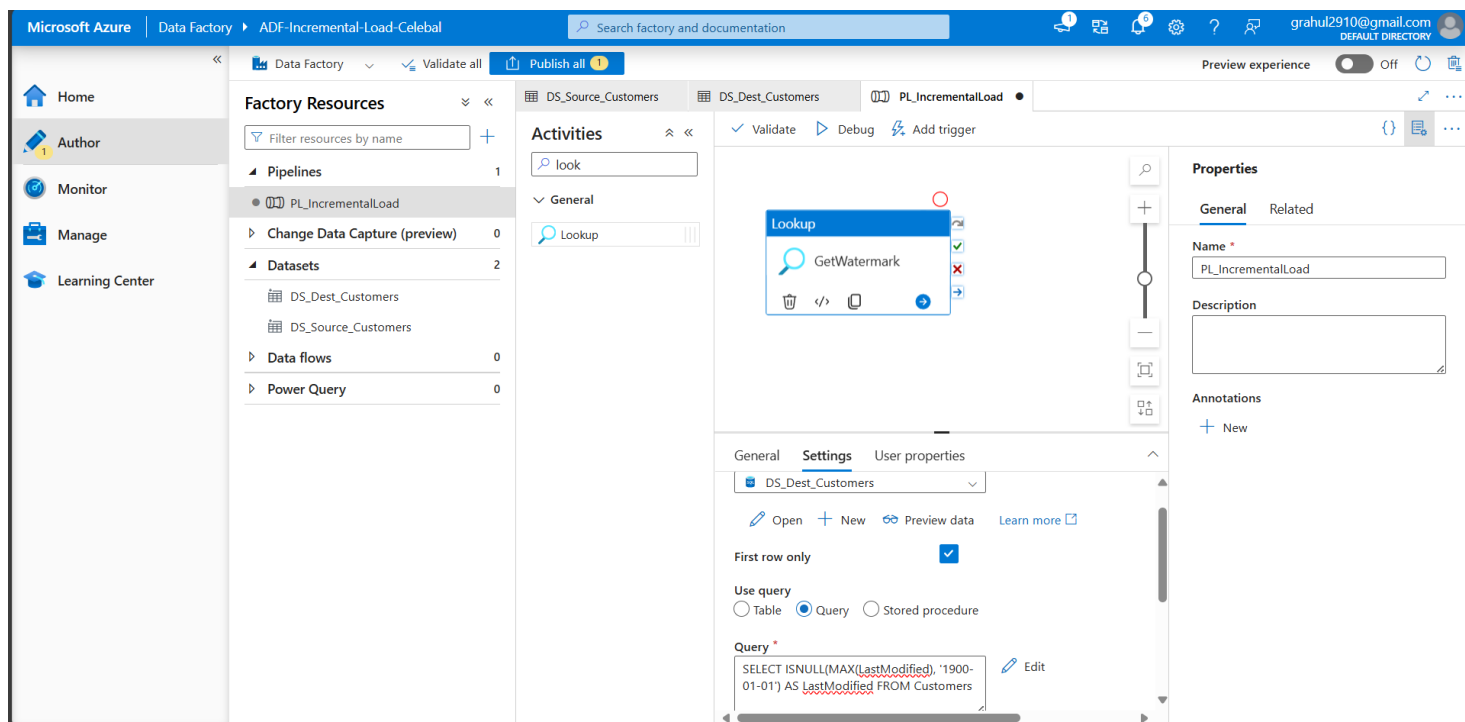 Microsoft Azure
Data Factory
ADF-Incremental-Load-Celebal
Search factory and documentation
1
6
grahul2910@gmail.com
DEFAULT DIRECTORY
Home
Author
1
Monitor
Manage
Learning Center
Data Factory
Validate all
Publish all 1
Preview experience
Off
Factory Resources
Filter resources by name
Pipelines 1
PL_IncrementalLoad
Change Data Capture (preview) 0
Datasets 2
DS_Dest_Customers
DS_Source_Customers
Data flows 0
Power Query 0
DS_Source_Customers
DS_Dest_Customers
PL_IncrementalLoad
Activities
look
General
Lookup
Validate
Debug
Add trigger
Lookup
GetWatermark
General
Settings
User properties
DS_Dest_Customers
Open
New
Preview data
Learn more
First row only
Use query
Table
Query
Stored procedure
Query *
SELECT ISNULL(MAX(LastModified), '1900-
01-01') AS LastModified FROM Customers
Edit
Properties
General
Related
Name *
PL_IncrementalLoad
Description
Annotations
New